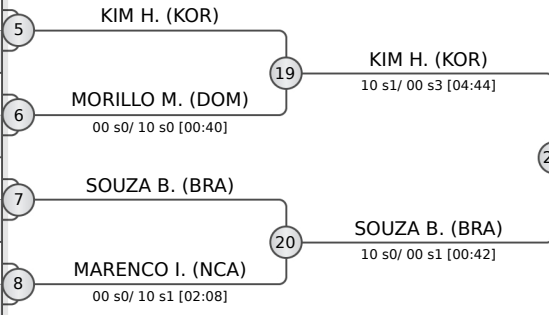 KIM H. (KOR)
5
19
KIM H. (KOR)
10 s1/ 00 s3 [04:44]
MORILLO M. (DOM)
6
00 s0/ 10 s0 [00:40]
SOUZA B. (BRA)
7
20
SOUZA B. (BRA)
10 s0/ 00 s1 [00:42]
MARENCO I. (NCA)
8
00 s0/ 10 s1 [02:08]